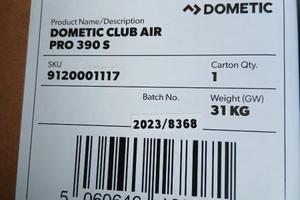 DOMETIC
Product Name/Description
DOMETIC CLUB AIR
PRO 390 S
SKU
Carton Qty.
9120001117
1
Batch No.
Weight (GW)
31 KG
2023/8368